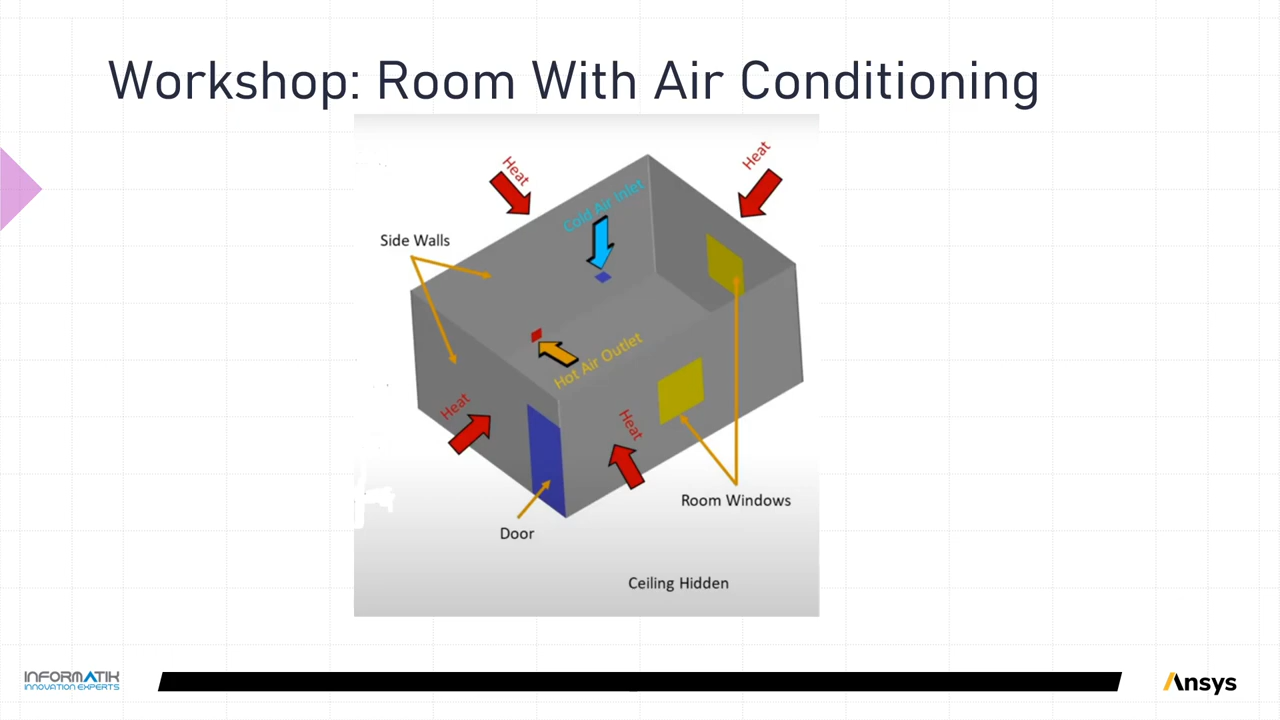 Workshop: Room With Air Conditioning
Heat
Heat
Cold Air Inlet
Side Walls
Hot Air Outlet
Heat
Heat
Room Windows
Door
Ceiling Hidden
INFORMATIK
INNOVATION EXPERTS
Ansys